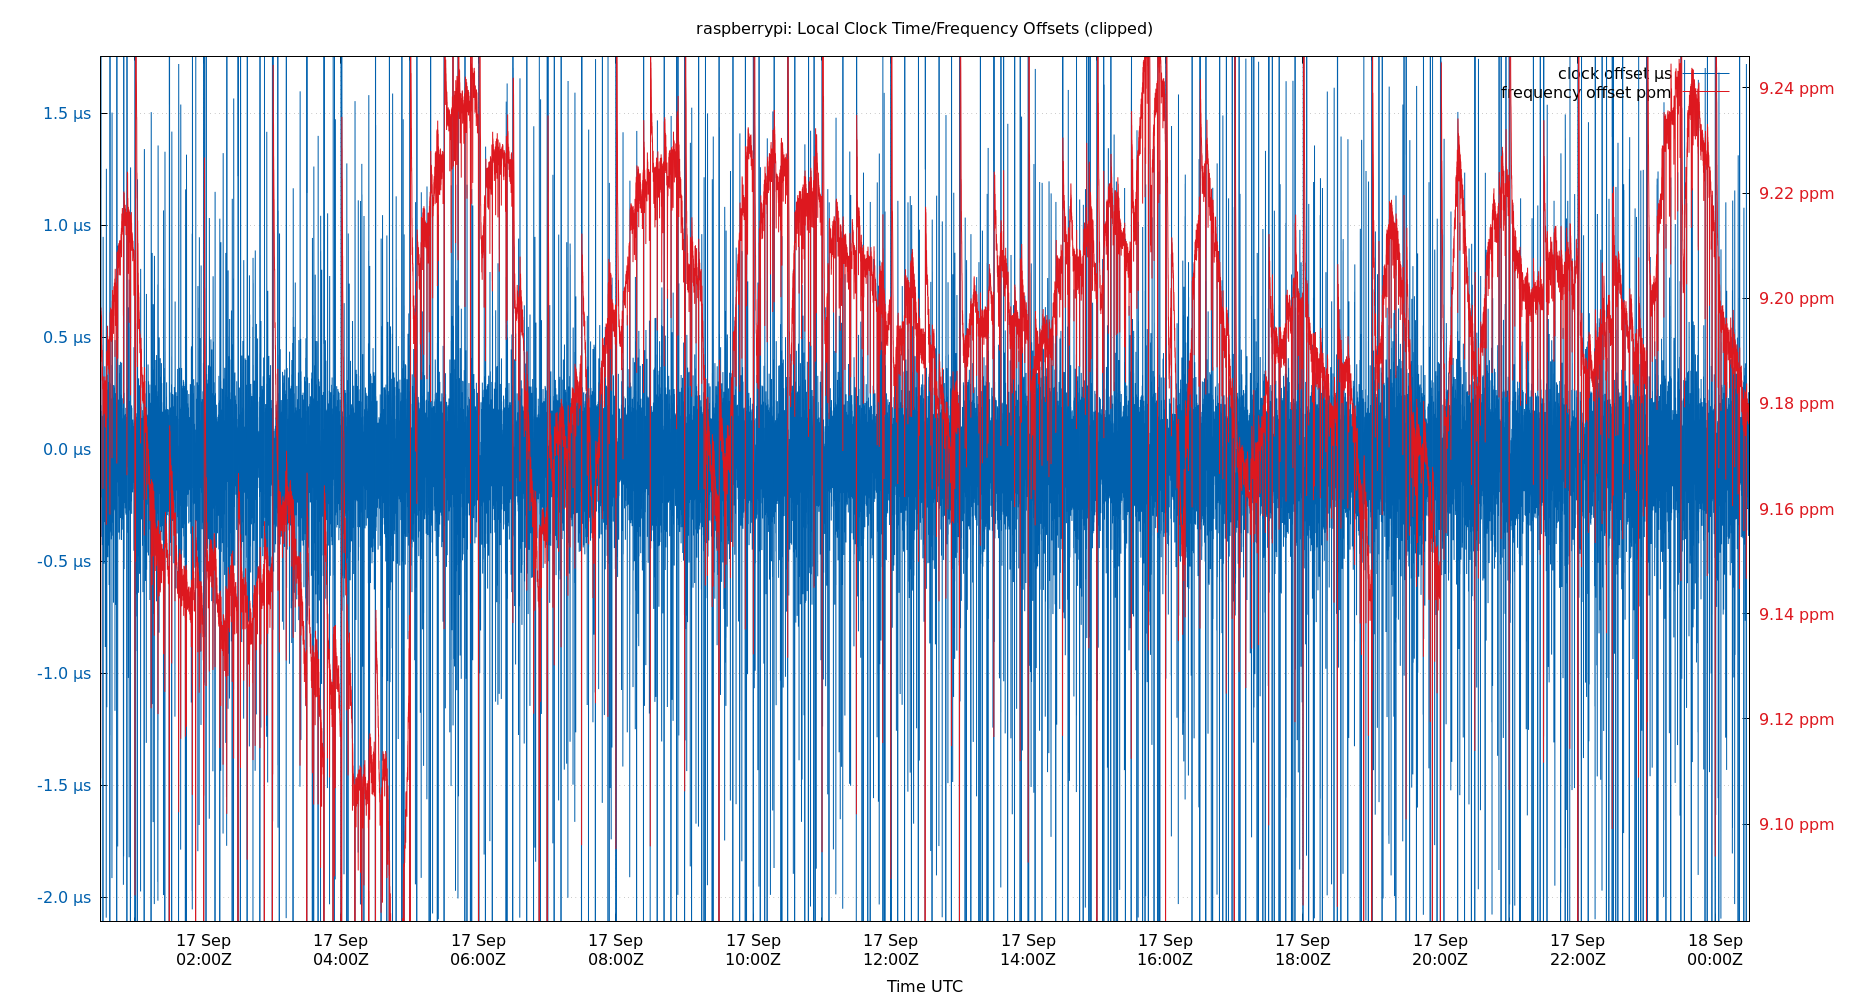 raspberrypi: Local Clock Time/Frequency Offsets (clipped)
clock offset µs
frequency offset ppm
1.5 µs
1.0 µs
0.5 µs
0.0 µs
-0.5 µs
-1.0 µs
-1.5 µs
-2.0 µs
9.24 ppm
9.22 ppm
9.20 ppm
9.18 ppm
9.16 ppm
9.14 ppm
9.12 ppm
9.10 ppm
17 Sep 17 Sep 17 Sep 17 Sep 17 Sep 17 Sep 17 Sep 17 Sep 17 Sep 17 Sep 17 Sep 18 Sep
02:00Z 04:00Z 06:00Z 08:00Z 10:00Z 12:00Z 14:00Z 16:00Z 18:00Z 20:00Z 22:00Z 00:00Z
Time UTC